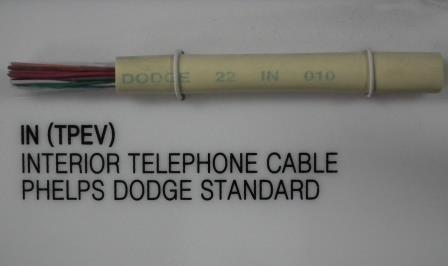 DODGE 22 IN 010
IN (TPEV)
INTERIOR TELEPHONE CABLE
PHELPS DODGE STANDARD